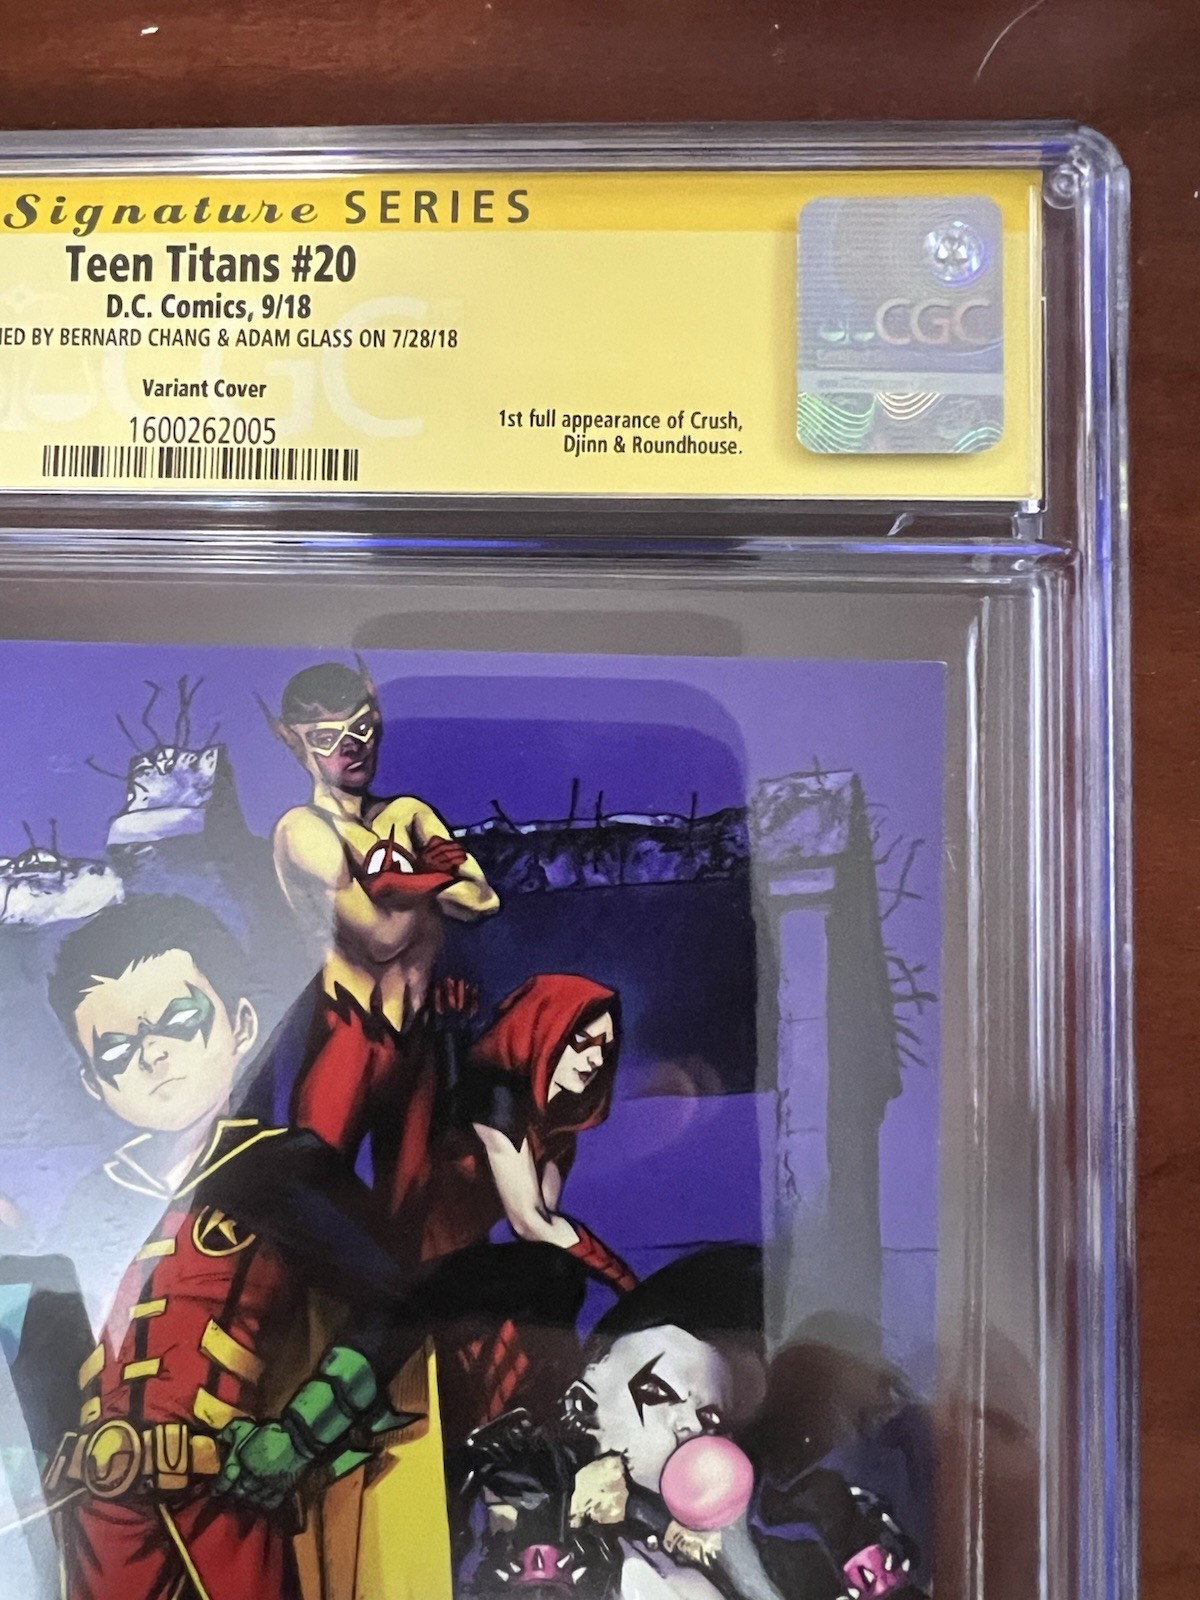 Signature SERIES
Teen Titans #20
D.C. Comics, 9/18
NED BY BERNARD CHANG & ADAM GLASS ON 7/28/18
Variant Cover
1600262005
1st full appearance of Crush,
Djinn & Roundhouse.
CGC